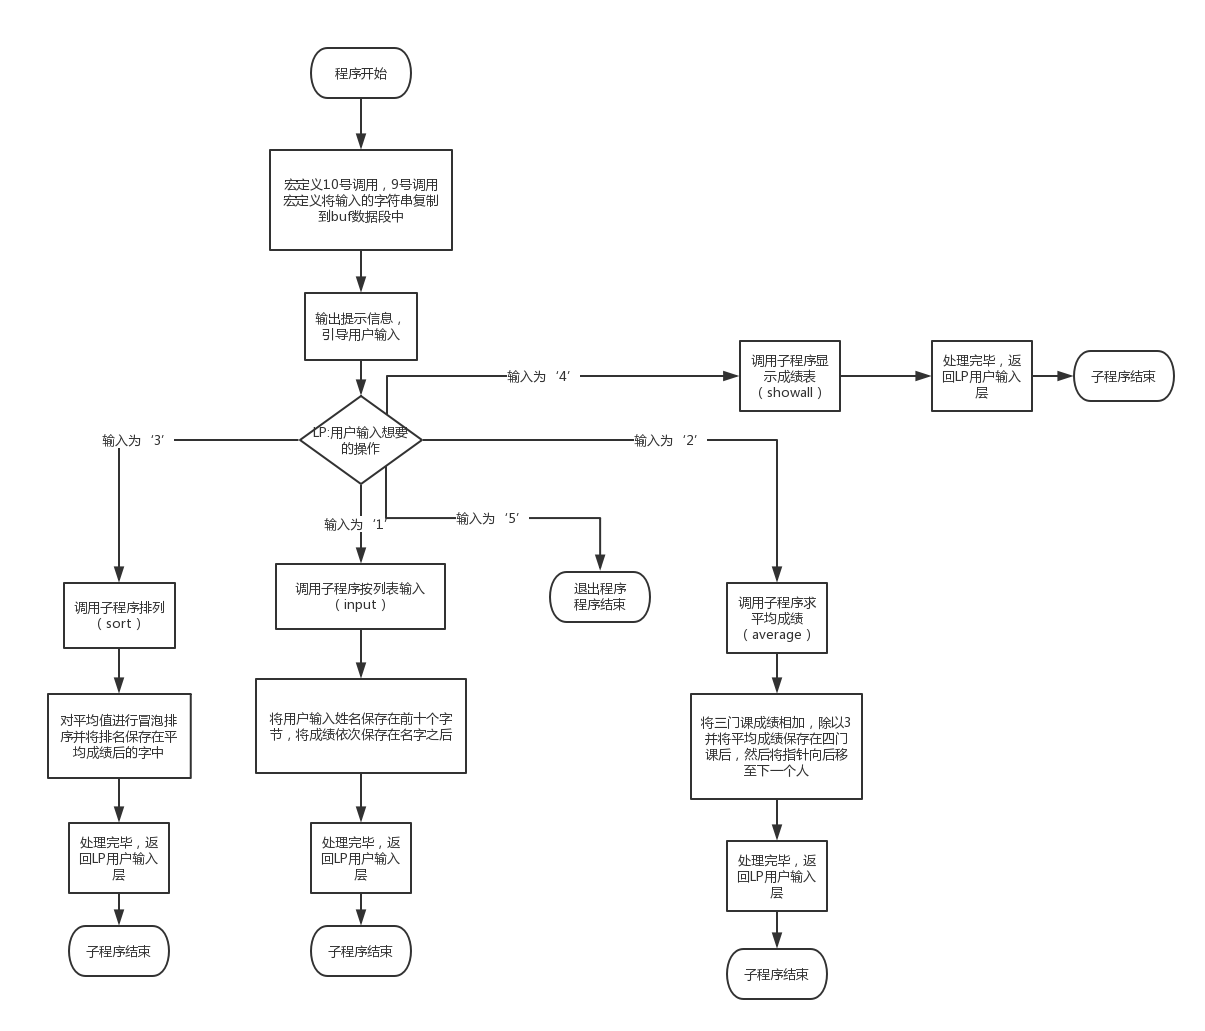 程序开始
宏定义10号调用，9号调用
宏定义将输入的字符串复制
到buf数据段中
输出提示信息，
引导用户输入
输入为‘4’
调用子程序显
示成绩表
（showall）
处理完毕，返
回LP用户输入
层
子程序结束
LP:用户输入想要
的操作
输入为‘3’
输入为‘2’
输入为‘1’
输入为‘5’
调用子程序排列
（sort）
调用子程序按列表输入
（input）
退出程序
程序结束
调用子程序求
平均成绩
（average）
对平均值进行冒泡排
序并将排名保存在平
均成绩后的字中
将用户输入姓名保存在前十个字
节，将成绩依次保存在名字之后
将三门课成绩相加，除以3
并将平均成绩保存在四门
课后，然后将指针向后移
至下一个人
处理完毕，返
回LP用户输入
层
处理完毕，返
回LP用户输入
层
处理完毕，返
回LP用户输入
层
子程序结束
子程序结束
子程序结束